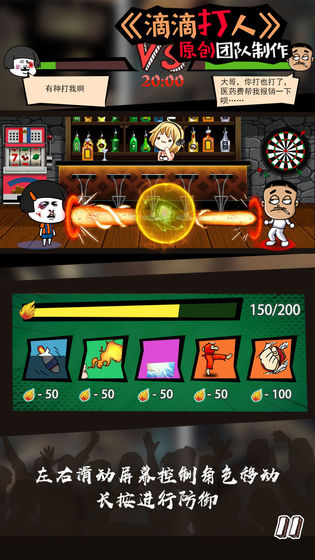 《滴滴打人》
原创团队制作
VS
20:00
有种打我啊
大哥，你打也打了，
医药费帮我报销一下
呗……
150/200
- 50
- 50
- 50
- 50
- 100
左右滑动屏幕控制角色移动
长按进行防御